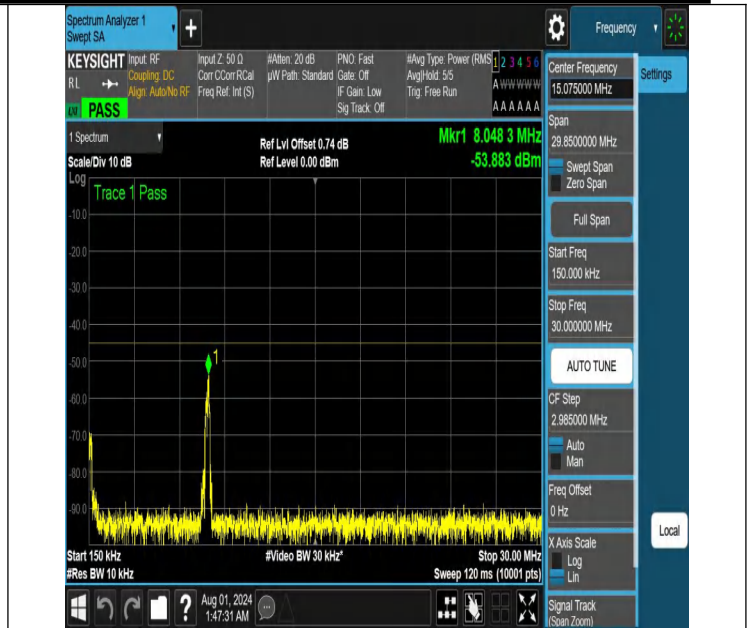 Spectrum Analyzer 1
Swept SA
+
Frequency
KEYSIGHT
RL
PASS
Input: RF
Coupling: DC
Align: Auto/No RF
Input Z: 50 Ω
Corr CCorr RCal
Freq Ref: Int (S)
#Atten: 20 dB
µW Path: Standard
PNO: Fast
Gate: Off
IF Gain: Low
Sig Track: Off
#Avg Type: Power (RMS
Avg|Hold: 5/5
Trig: Free Run
1 2 3 4 5 6
A W W W W W
A A A A A A
Center Frequency
15.075000 MHz
Settings
Span
29.8500000 MHz
Swept Span
Zero Span
Full Span
Start Freq
150.000 kHz
Stop Freq
30.000000 MHz
AUTO TUNE
CF Step
2.985000 MHz
Auto
Man
Freq Offset
0 Hz
X Axis Scale
Log
Lin
Signal Track
(Span Zoom)
Local
1 Spectrum
Scale/Div 10 dB
Ref Lvl Offset 0.74 dB
Ref Level 0.00 dBm
Mkr1 8.048 3 MHz
-53.883 dBm
Log
Trace 1 Pass
-10.0
-20.0
-30.0
-40.0
-50.0
-60.0
-70.0
-80.0
-90.0
1
Start 150 kHz
#Video BW 30 kHz*
Stop 30.00 MHz
#Res BW 10 kHz
Sweep 120 ms (10001 pts)
?
Aug 01, 2024
1:47:31 AM